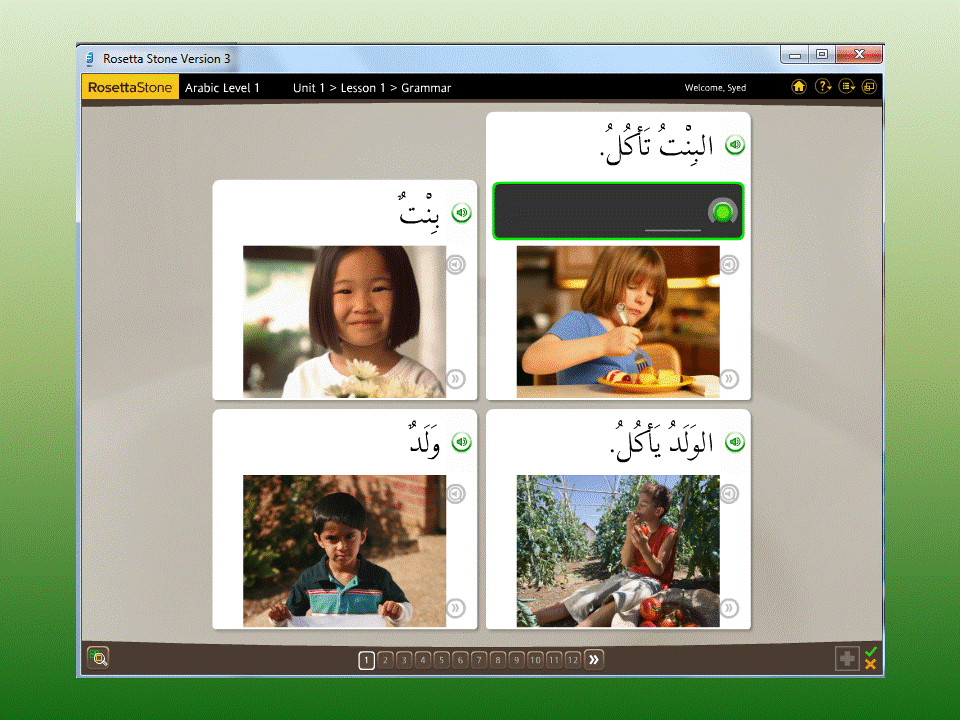 Rosetta Stone Version 3
RosettaStone
Arabic Level 1
Unit 1 > Lesson 1 > Grammar
Welcome, Syed
البِنْتُ تَأكُلُ.
بِنْتٌ
وَلَدٌ
الوَلَدُ يَأكُلُ.
1 2 3 4 5 6 7 8 9 10 11 12 »